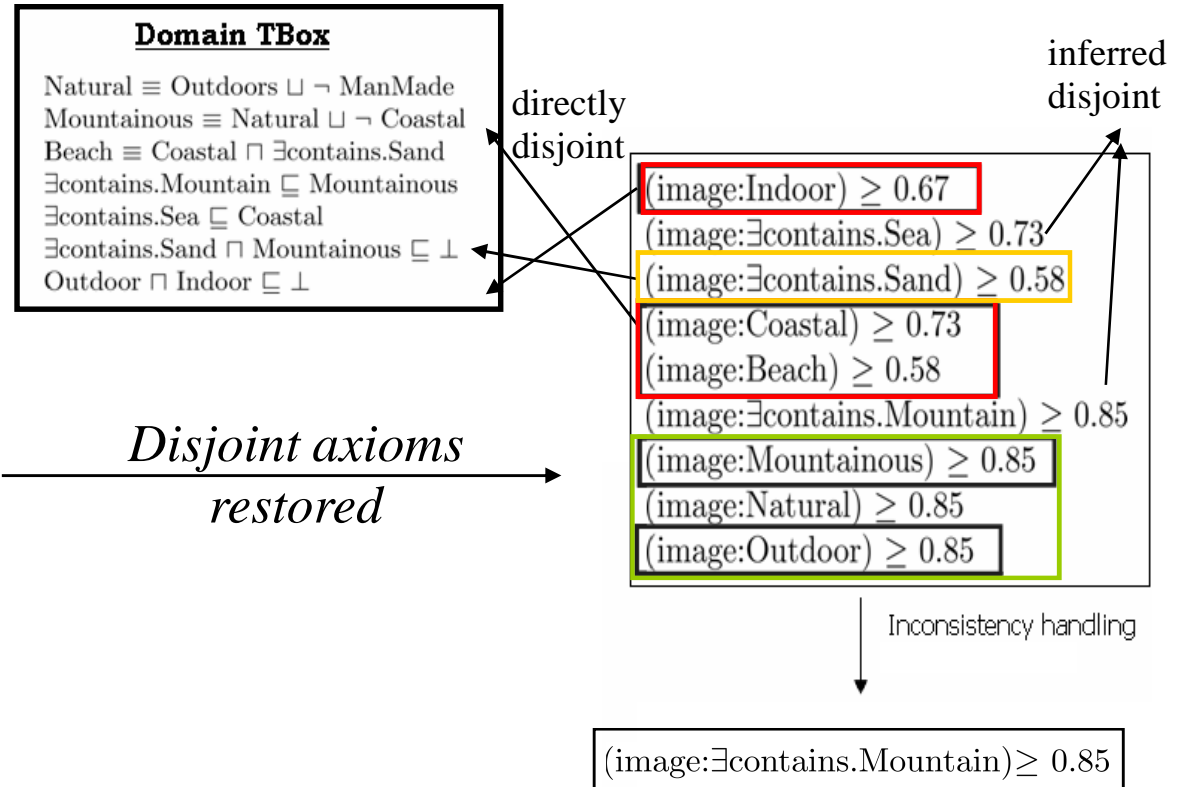 Domain TBox
Natural ≡ Outdoors ⊔ ¬ ManMade
Mountainous ≡ Natural ⊔ ¬ Coastal
Beach ≡ Coastal ⊓ ∃contains.Sand
∃contains.Mountain ⊑ Mountainous
∃contains.Sea ⊑ Coastal
∃contains.Sand ⊓ Mountainous ⊑ ⊥
Outdoor ⊓ Indoor ⊑ ⊥
directly
disjoint
inferred
disjoint
(image:Indoor) ≥ 0.67
(image:∃contains.Sea) ≥ 0.73
(image:∃contains.Sand) ≥ 0.58
(image:Coastal) ≥ 0.73
(image:Beach) ≥ 0.58
(image:∃contains.Mountain) ≥ 0.85
(image:Mountainous) ≥ 0.85
(image:Natural) ≥ 0.85
(image:Outdoor) ≥ 0.85
Disjoint axioms
restored
Inconsistency handling
(image:∃contains.Mountain)≥ 0.85